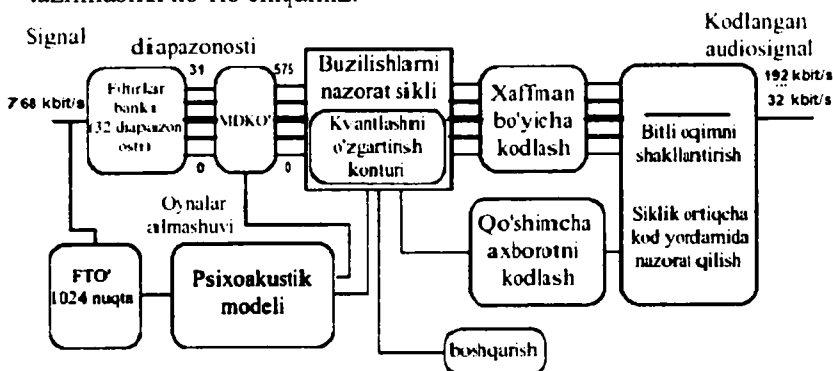 Signal
diapazonosti
Kodlangan
audiosignal
768 kbit/s
Filtrlar
banki
(32 diapazon
osti)
31
0
MDKO'
575
0
Buzilishlarni
nazorat sikli
Kvantlashni
o'zgartirish
konturi
Xaffman
bo'yicha
kodlash
192 kbit/s
...
32 kbit/s
Bitli oqimni
shakllantirish
Siklik ortiqcha
kod yordamida
nazorat qilish
Oynalar
almashuvi
FTO'
1024 nuqta
Psixoakustik
modeli
Qo'shimcha
axborotni
kodlash
boshqarish